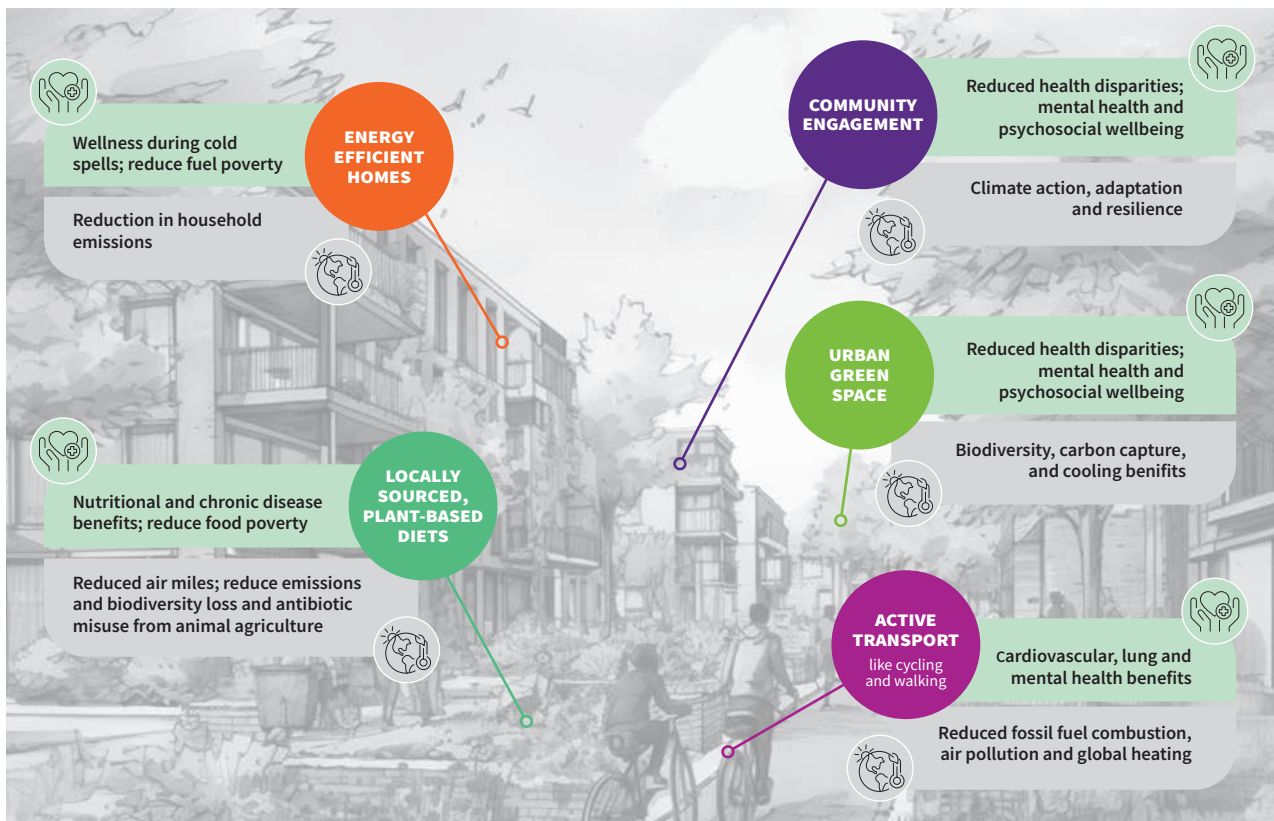 ENERGY
EFFICIENT
HOMES
Wellness during cold
spells; reduce fuel poverty
Reduction in household
emissions
LOCALLY
SOURCED,
PLANT-BASED
DIETS
Nutritional and chronic disease
benefits; reduce food poverty
Reduced air miles; reduce emissions
and biodiversity loss and antibiotic
misuse from animal agriculture
COMMUNITY
ENGAGEMENT
Reduced health disparities;
mental health and
psychosocial wellbeing
Climate action, adaptation
and resilience
URBAN
GREEN
SPACE
Reduced health disparities;
mental health and
psychosocial wellbeing
Biodiversity, carbon capture,
and cooling benefits
ACTIVE
TRANSPORT
like cycling
and walking
Cardiovascular, lung and
mental health benefits
Reduced fossil fuel combustion,
air pollution and global heating